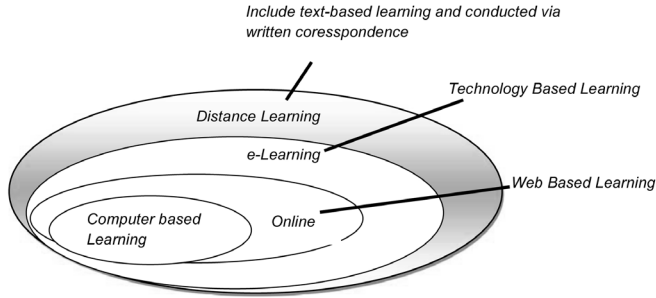 Include text-based learning and conducted via
written coresspondence
Technology Based Learning
Distance Learning
e-Learning
Web Based Learning
Computer based
Learning
Online